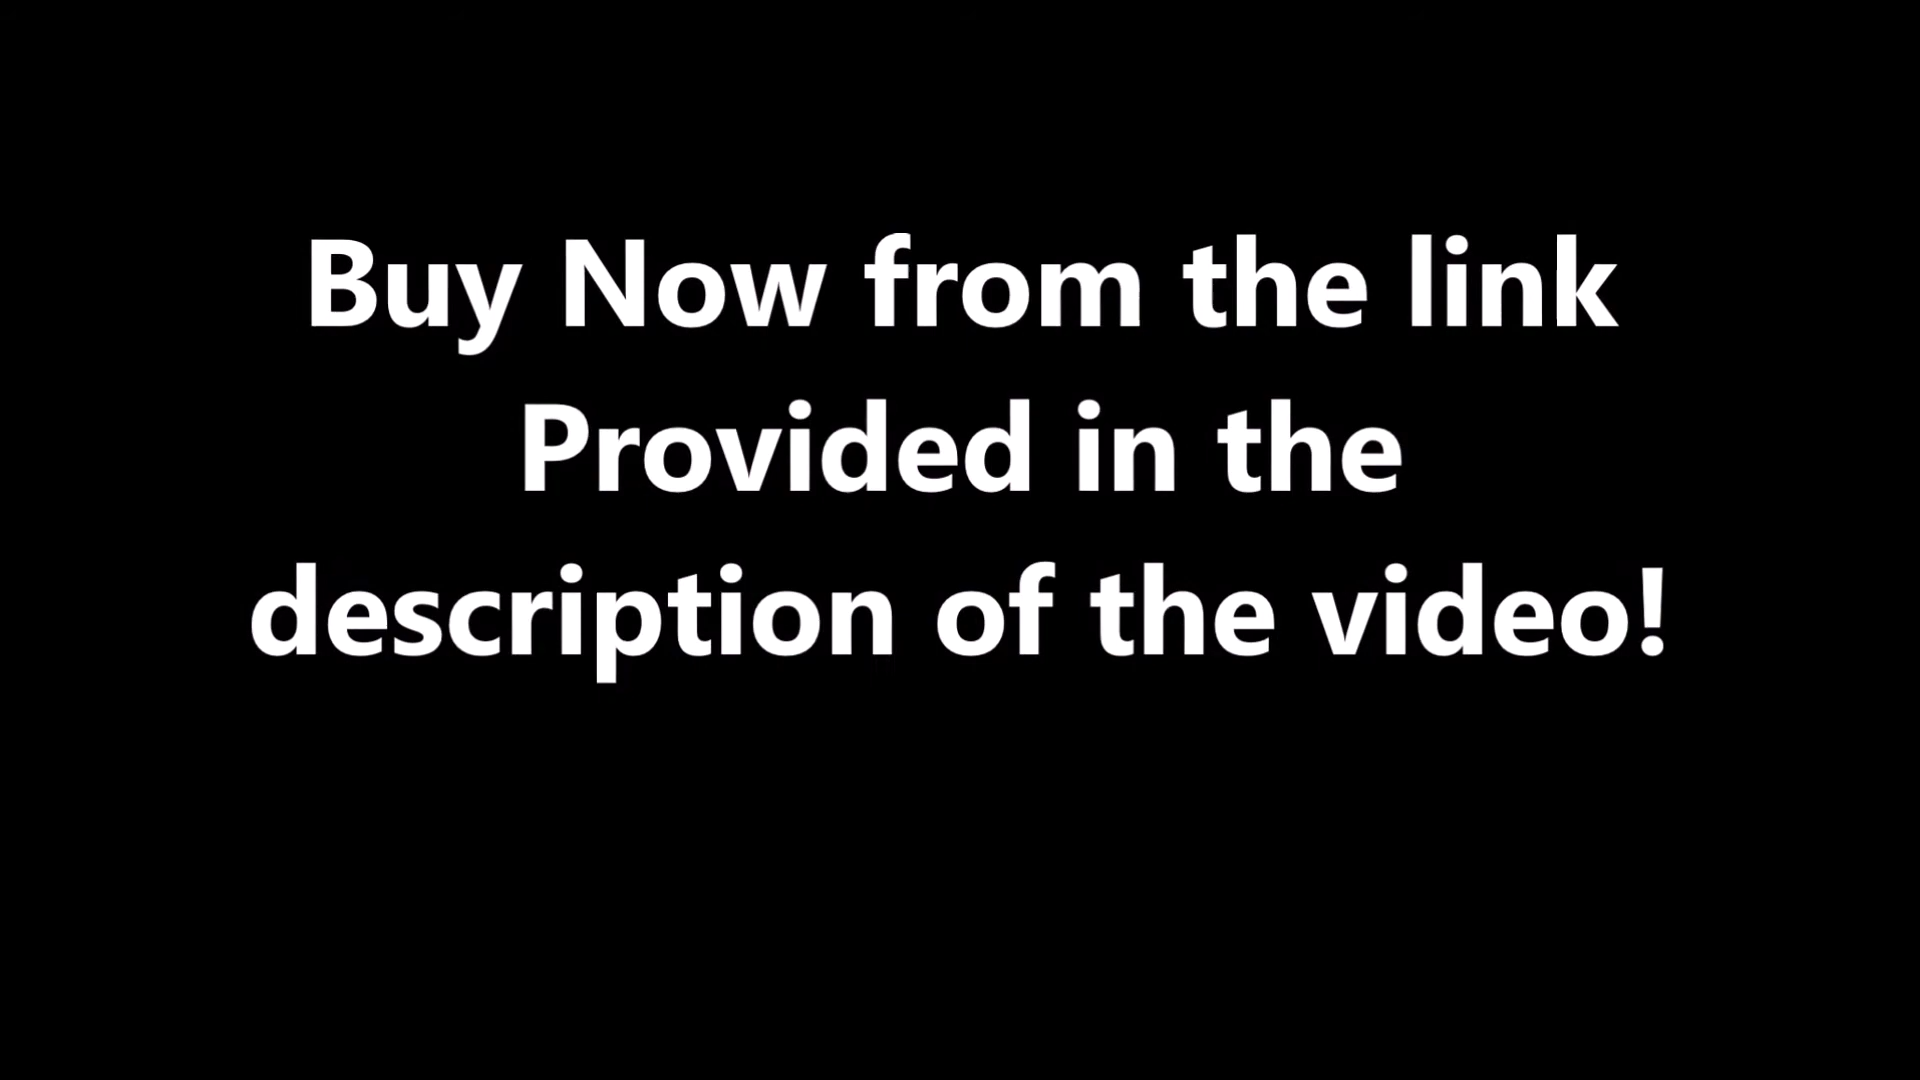 Buy Now from the link
Provided in the
description of the video!